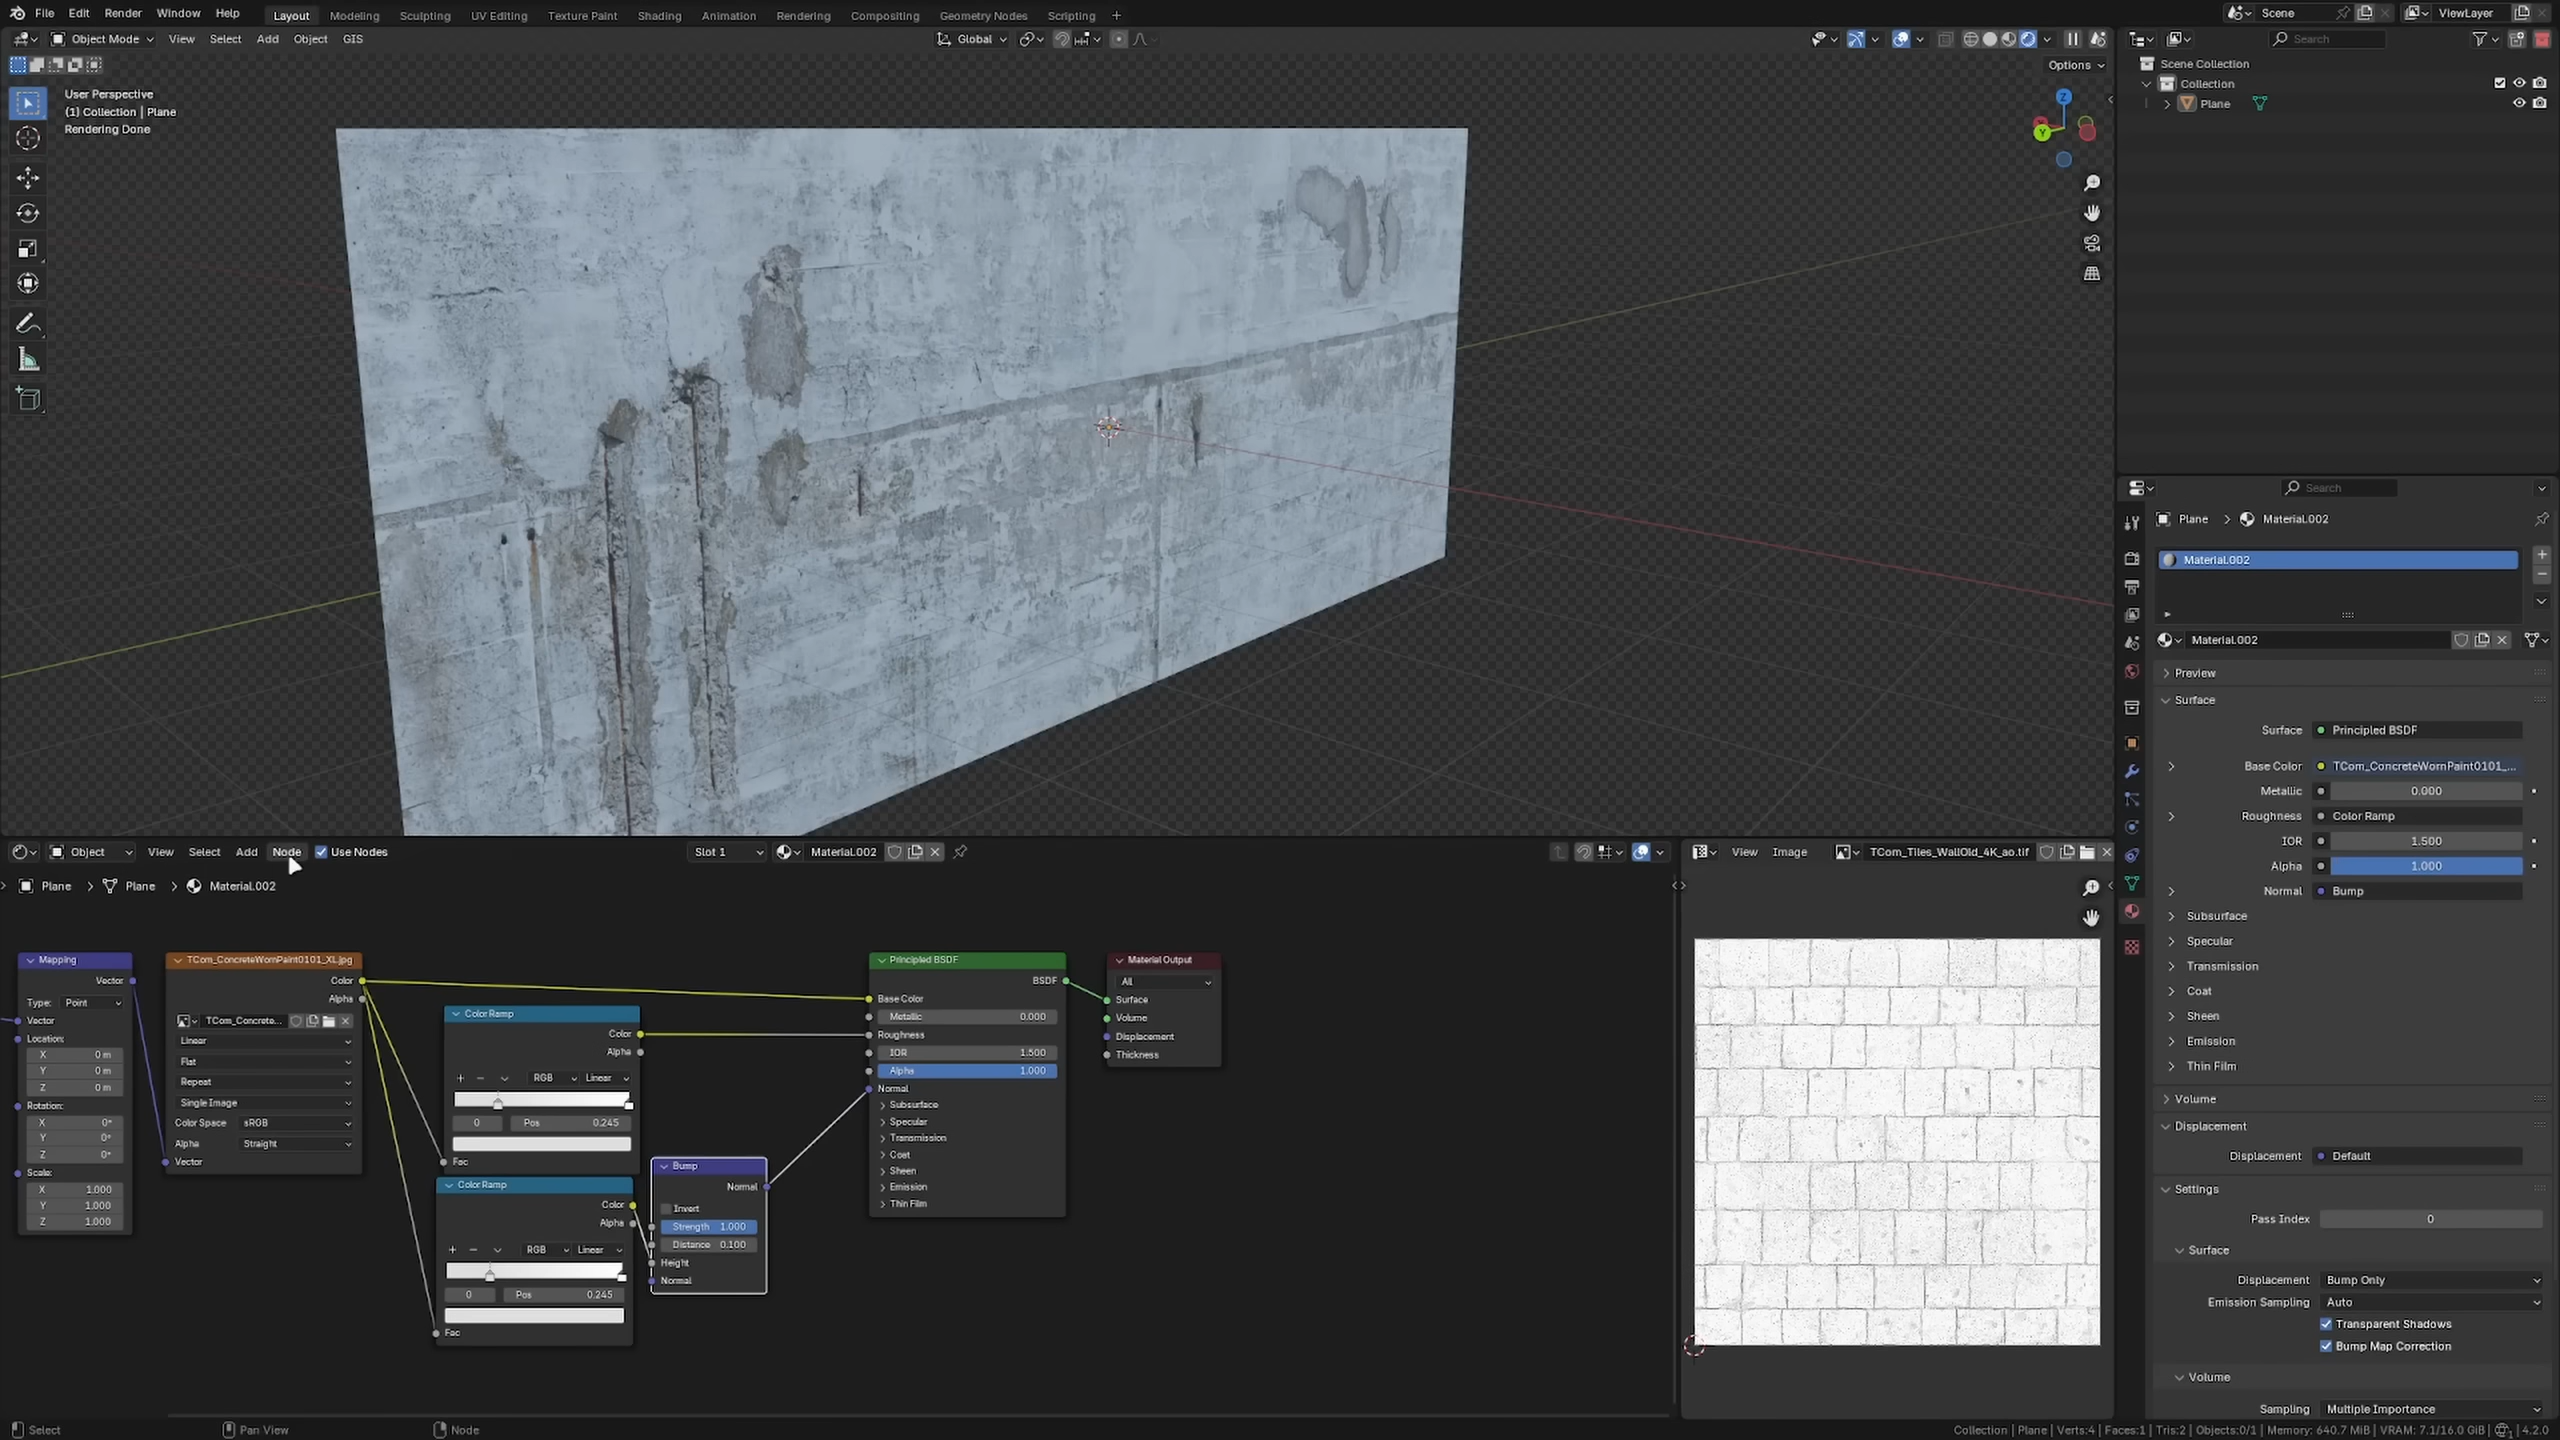 File Edit Render Window Help Layout Modeling Sculpting UV Editing Texture Paint Shading Animation Rendering Compositing Geometry Nodes Scripting + Scene ViewLayer
Object Mode View Select Add Object GIS Global Search
Options
User Perspective
(1) Collection | Plane
Rendering Done
Z
Y
Scene Collection
Collection
Plane
Search
Plane > Material.002
Material.002
Material.002
Preview
Surface
Surface Principled BSDF
Base Color TCom_ConcreteWornPaint0101_...
Metallic 0.000
Roughness Color Ramp
IOR 1.500
Alpha 1.000
Normal Bump
Subsurface
Specular
Transmission
Coat
Sheen
Emission
Thin Film
Volume
Displacement
Displacement Default
Settings
Pass Index 0
Surface
Displacement Bump Only
Emission Sampling Auto
Transparent Shadows
Bump Map Correction
Volume
Sampling Multiple Importance
Object View Select Add Node Use Nodes Slot 1 Material.002
Plane > Plane > Material.002
View Image TCom_Tiles_WallOld_4K_ao.tif
Mapping
Vector
Type: Point
Vector
Location:
X 0 m
Y 0 m
Z 0 m
Rotation:
X 0°
Y 0°
Z 0°
Scale:
X 1.000
Y 1.000
Z 1.000
TCom_ConcreteWornPaint0101_XL.jpg
Color
Alpha
TCom_Concrete...
Linear
Flat
Repeat
Single Image
Color Space sRGB
Alpha Straight
Vector
Color Ramp
Color
Alpha
+ − RGB Linear
0 Pos 0.245
Fac
Color Ramp
Color
Alpha
+ − RGB Linear
0 Pos 0.245
Fac
Bump
Normal
Invert
Strength 1.000
Distance 0.100
Height
Normal
Principled BSDF
BSDF
Base Color
Metallic 0.000
Roughness
IOR 1.500
Alpha 1.000
Normal
Subsurface
Specular
Transmission
Coat
Sheen
Emission
Thin Film
Material Output
All
Surface
Volume
Displacement
Thickness
Select Pan View Node Collection | Plane | Verts:4 | Faces:1 | Tris:2 | Objects:0/1 | Memory: 640.7 MiB | VRAM: 7.1/16.0 GiB | 4.2.0